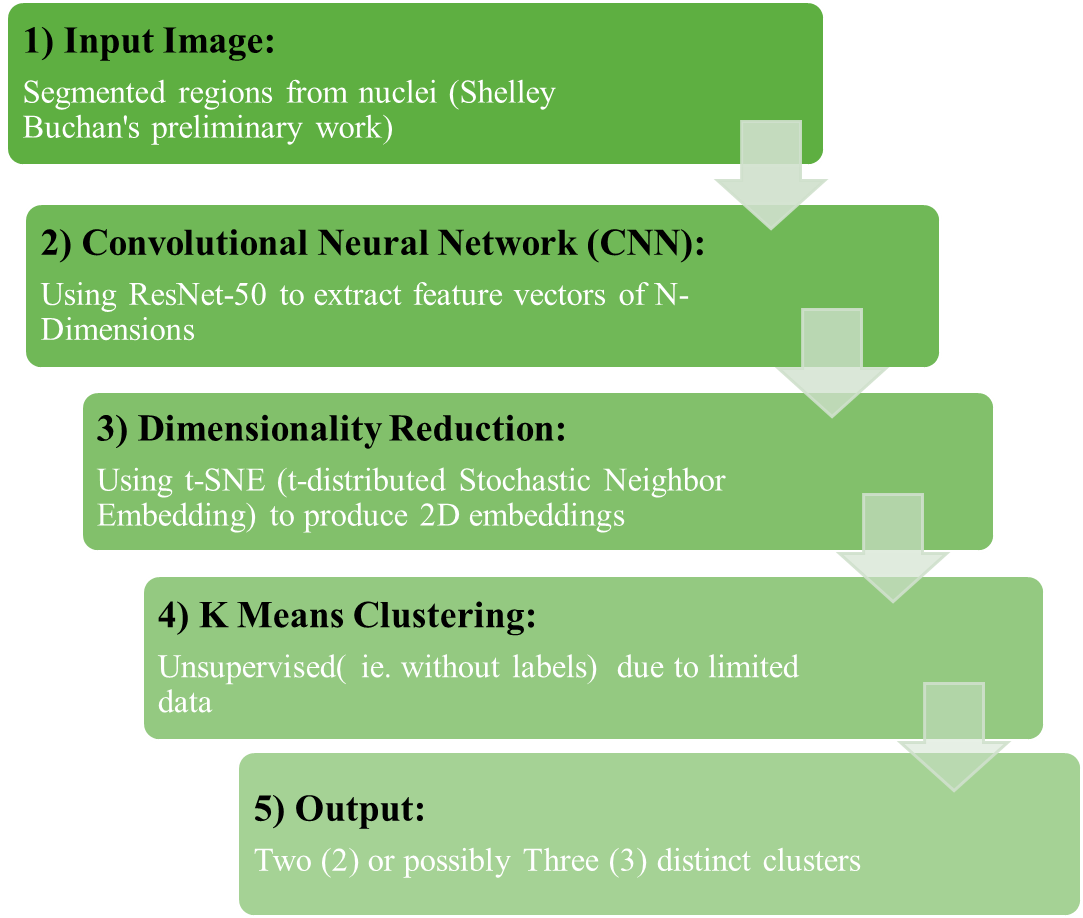 1) Input Image:
Segmented regions from nuclei (Shelley
Buchan's preliminary work)
2) Convolutional Neural Network (CNN):
Using ResNet-50 to extract feature vectors of N-
Dimensions
3) Dimensionality Reduction:
Using t-SNE (t-distributed Stochastic Neighbor
Embedding) to produce 2D embeddings
4) K Means Clustering:
Unsupervised( ie. without labels)  due to limited
data
5) Output:
Two (2) or possibly Three (3) distinct clusters